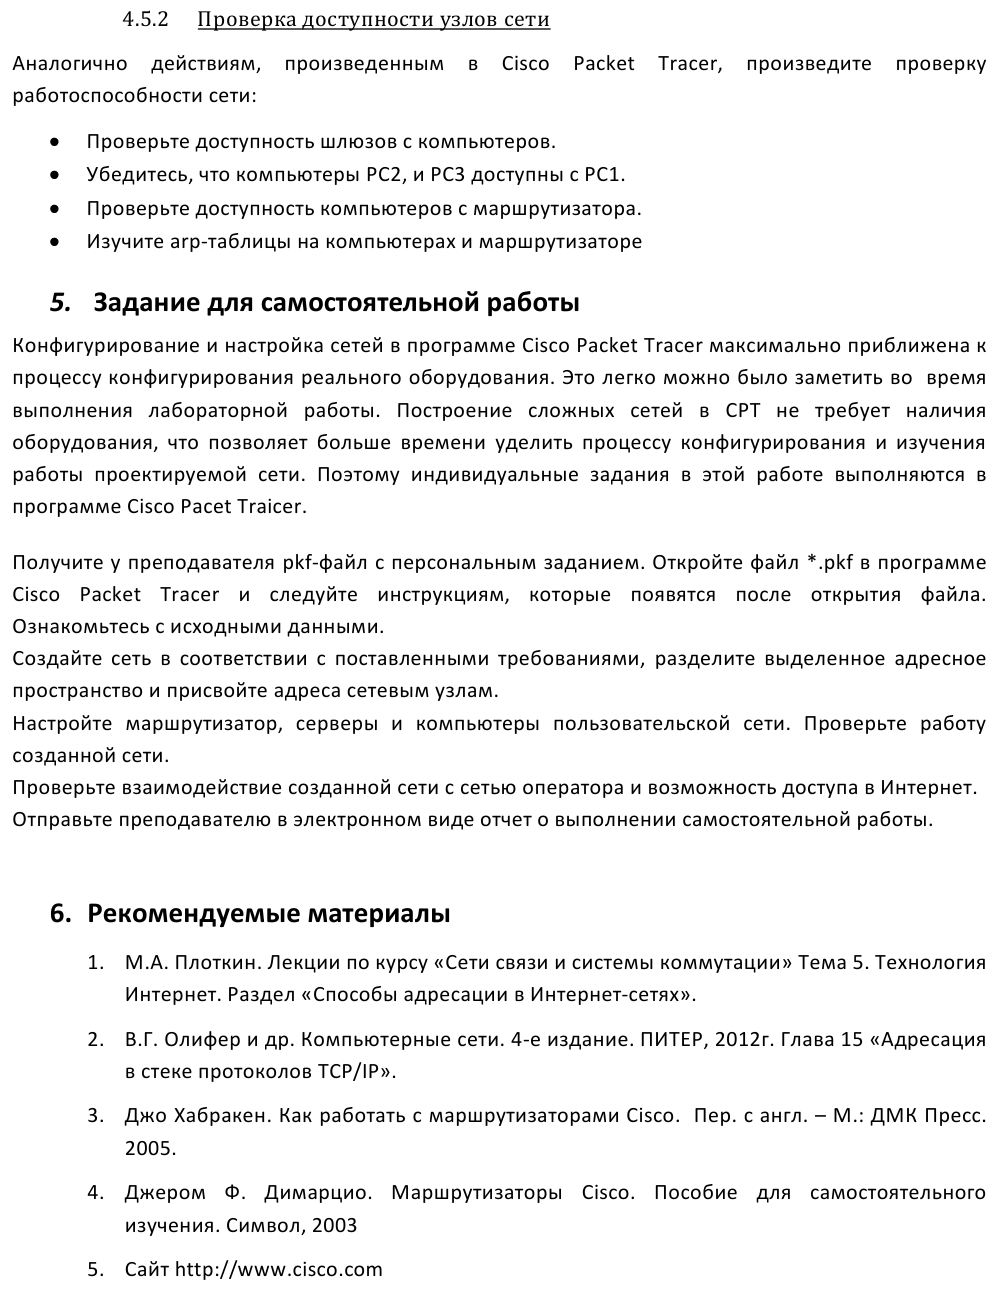 4.5.2 Проверка доступности узлов сети
Аналогично действиям, произведенным в Cisco Packet Tracer, произведите проверку
работоспособности сети:
• Проверьте доступность шлюзов с компьютеров.
• Убедитесь, что компьютеры PC2, и PC3 доступны с PC1.
• Проверьте доступность компьютеров с маршрутизатора.
• Изучите arp-таблицы на компьютерах и маршрутизаторе
5. Задание для самостоятельной работы
Конфигурирование и настройка сетей в программе Cisco Packet Tracer максимально приближена к
процессу конфигурирования реального оборудования. Это легко можно было заметить во время
выполнения лабораторной работы. Построение сложных сетей в CPT не требует наличия
оборудования, что позволяет больше времени уделить процессу конфигурирования и изучения
работы проектируемой сети. Поэтому индивидуальные задания в этой работе выполняются в
программе Cisco Pacet Traicer.
Получите у преподавателя pkf-файл с персональным заданием. Откройте файл *.pkf в программе
Cisco Packet Tracer и следуйте инструкциям, которые появятся после открытия файла.
Ознакомьтесь с исходными данными.
Создайте сеть в соответствии с поставленными требованиями, разделите выделенное адресное
пространство и присвойте адреса сетевым узлам.
Настройте маршрутизатор, серверы и компьютеры пользовательской сети. Проверьте работу
созданной сети.
Проверьте взаимодействие созданной сети с сетью оператора и возможность доступа в Интернет.
Отправьте преподавателю в электронном виде отчет о выполнении самостоятельной работы.
6. Рекомендуемые материалы
1. М.А. Плоткин. Лекции по курсу «Сети связи и системы коммутации» Тема 5. Технология
Интернет. Раздел «Способы адресации в Интернет-сетях».
2. В.Г. Олифер и др. Компьютерные сети. 4-е издание. ПИТЕР, 2012г. Глава 15 «Адресация
в стеке протоколов TCP/IP».
3. Джо Хабракен. Как работать с маршрутизаторами Cisco. Пер. с англ. – М.: ДМК Пресс.
2005.
4. Джером Ф. Димарцио. Маршрутизаторы Cisco. Пособие для самостоятельного
изучения. Символ, 2003
5. Сайт http://www.cisco.com